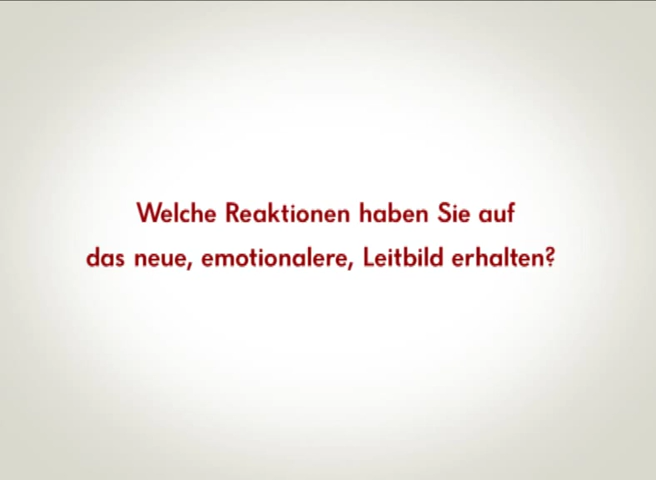 Welche Reaktionen haben Sie auf
das neue, emotionalere, Leitbild erhalten?